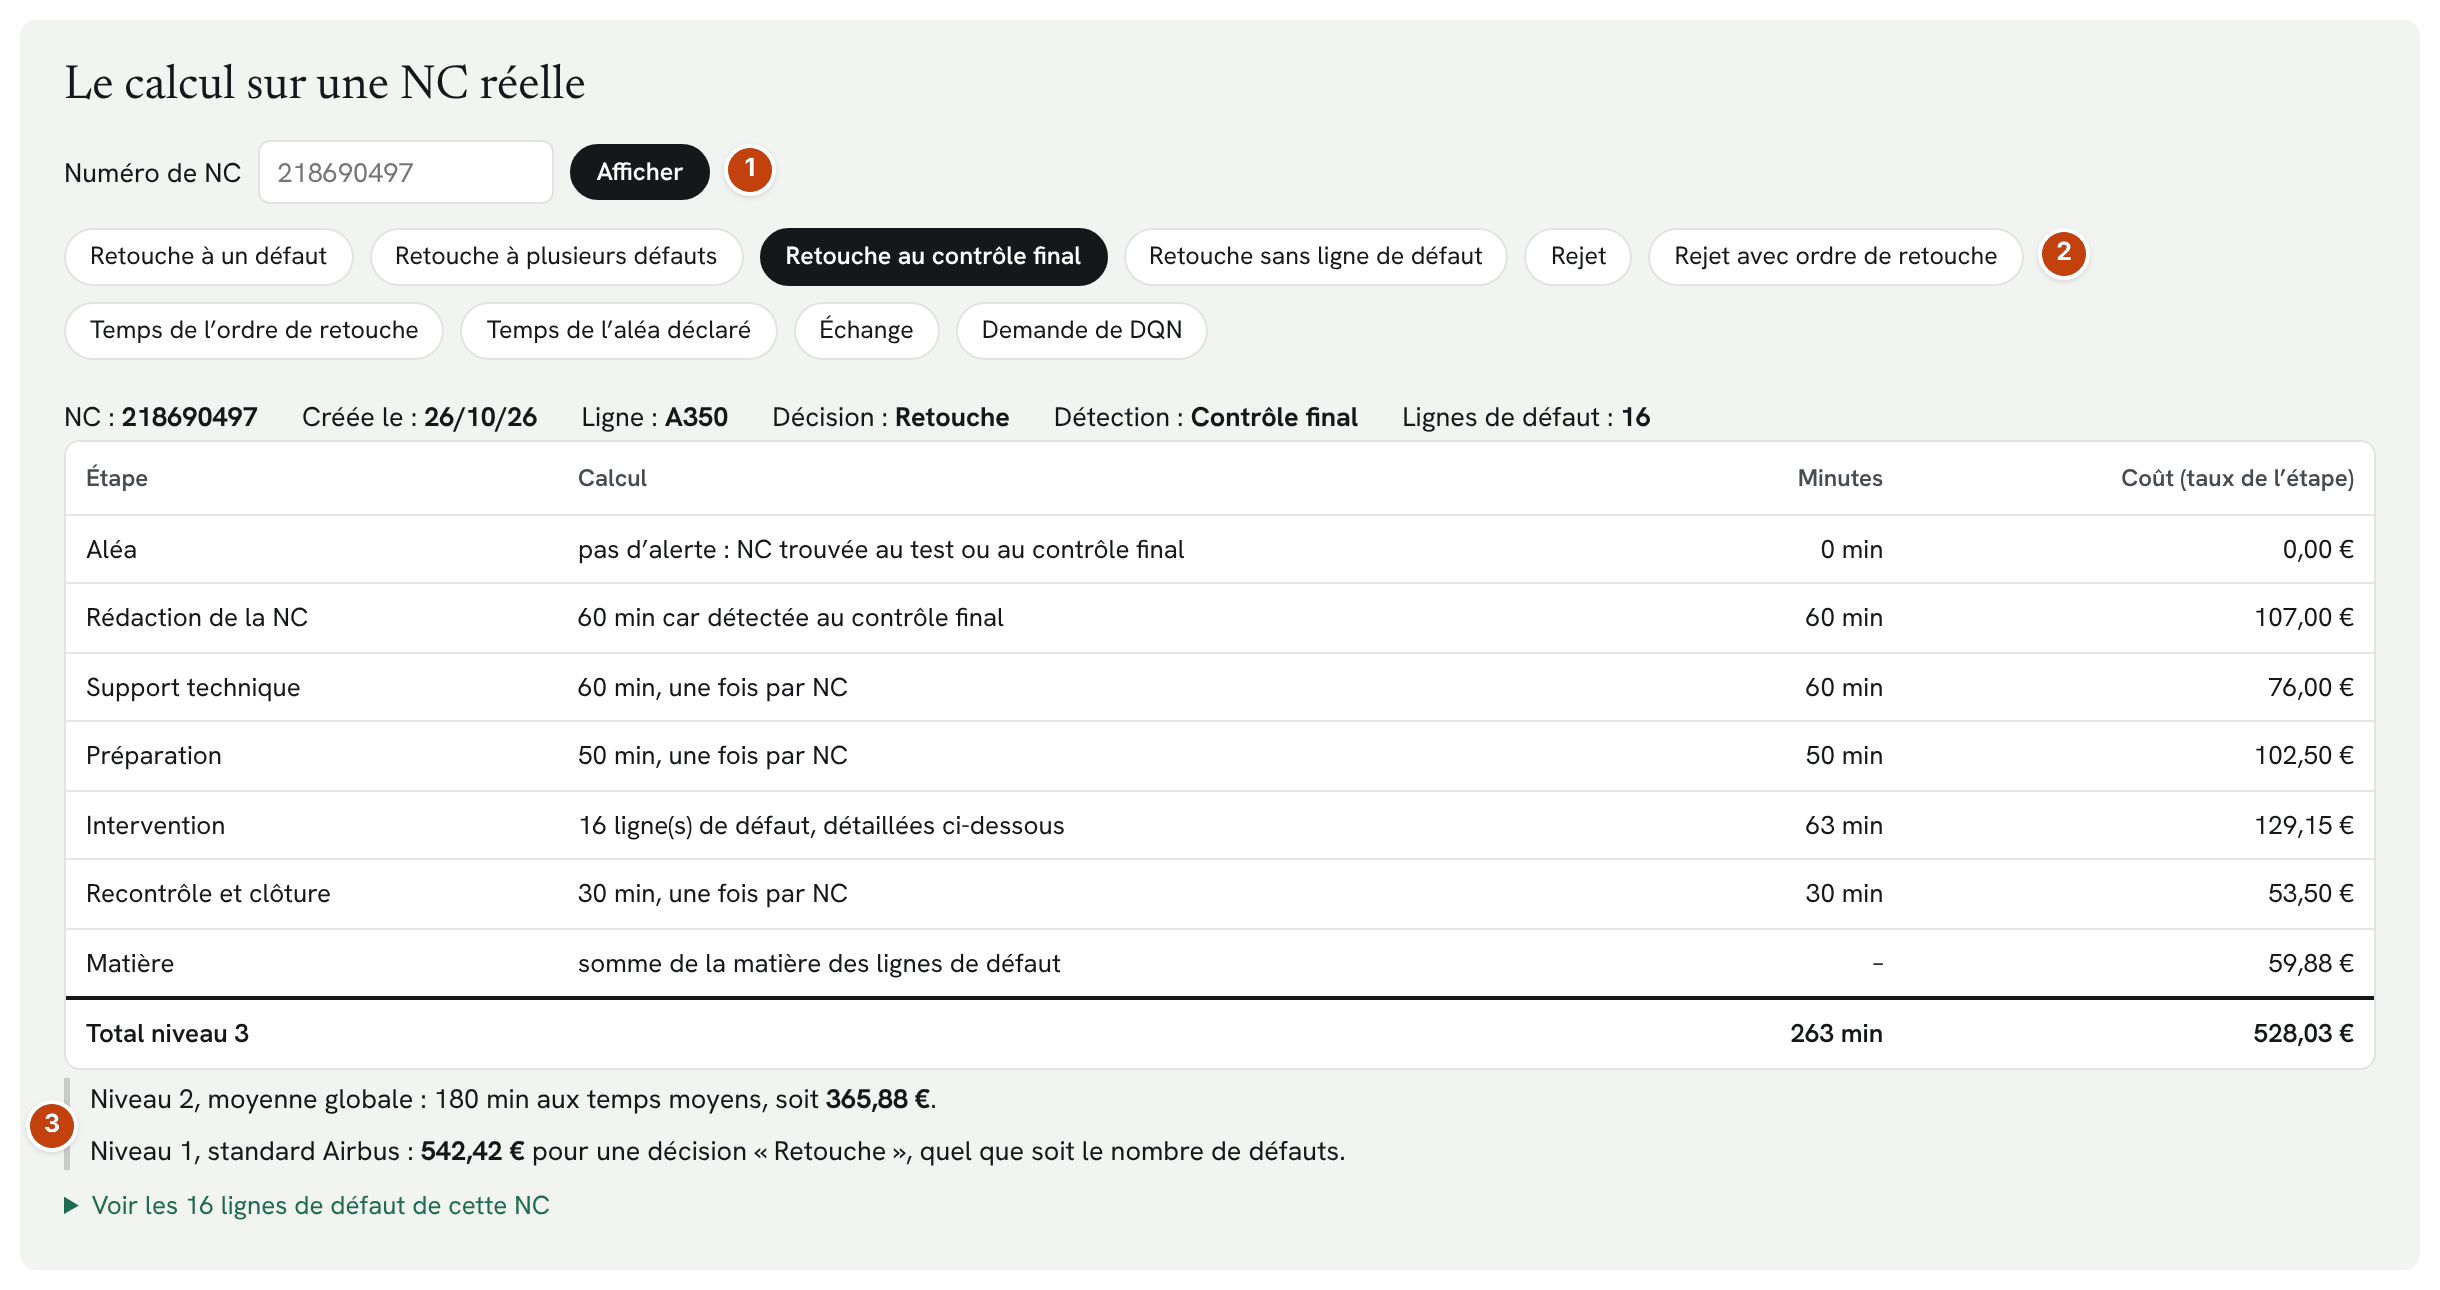 Le calcul sur une NC réelle
Numéro de NC 218690497 Afficher 1
Retouche à un défaut Retouche à plusieurs défauts Retouche au contrôle final Retouche sans ligne de défaut Rejet Rejet avec ordre de retouche 2
Temps de l’ordre de retouche Temps de l’aléa déclaré Échange Demande de DQN
NC : 218690497 Créée le : 26/10/26 Ligne : A350 Décision : Retouche Détection : Contrôle final Lignes de défaut : 16
Étape Calcul Minutes Coût (taux de l’étape)
Aléa pas d’alerte : NC trouvée au test ou au contrôle final 0 min 0,00 €
Rédaction de la NC 60 min car détectée au contrôle final 60 min 107,00 €
Support technique 60 min, une fois par NC 60 min 76,00 €
Préparation 50 min, une fois par NC 50 min 102,50 €
Intervention 16 ligne(s) de défaut, détaillées ci-dessous 63 min 129,15 €
Recontrôle et clôture 30 min, une fois par NC 30 min 53,50 €
Matière somme de la matière des lignes de défaut – 59,88 €
Total niveau 3 263 min 528,03 €
Niveau 2, moyenne globale : 180 min aux temps moyens, soit 365,88 €.
3
Niveau 1, standard Airbus : 542,42 € pour une décision « Retouche », quel que soit le nombre de défauts.
▶ Voir les 16 lignes de défaut de cette NC